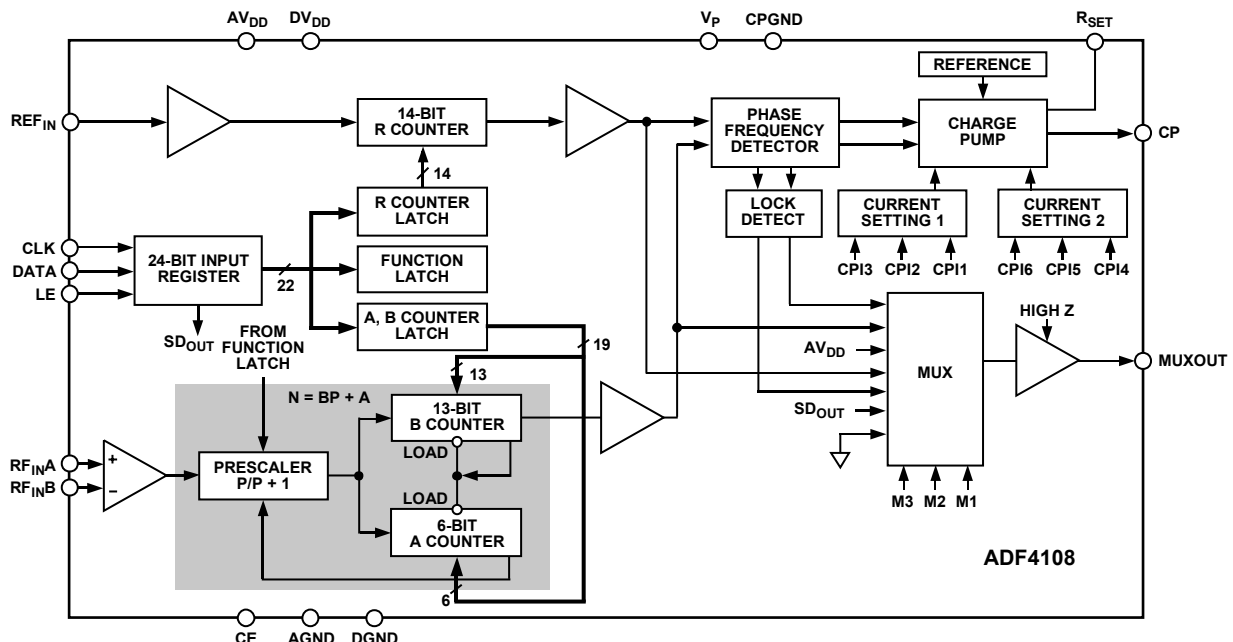 AVDD DVDD VP CPGND RSET
REFERENCE
REFIN
14-BIT
R COUNTER
PHASE
FREQUENCY
DETECTOR
CHARGE
PUMP
CP
14
R COUNTER
LATCH
LOCK
DETECT
CURRENT
SETTING 1
CURRENT
SETTING 2
CLK
DATA
LE
24-BIT INPUT
REGISTER
22
FUNCTION
LATCH
CPI3 CPI2 CPI1 CPI6 CPI5 CPI4
A, B COUNTER
LATCH
SDOUT
FROM
FUNCTION
LATCH
19
HIGH Z
AVDD
MUX
MUXOUT
13
N = BP + A
13-BIT
B COUNTER
SDOUT
LOAD
RFINA
RFINB
+
–
PRESCALER
P/P + 1
LOAD
6-BIT
A COUNTER
M3 M2 M1
6
ADF4108
CE AGND DGND